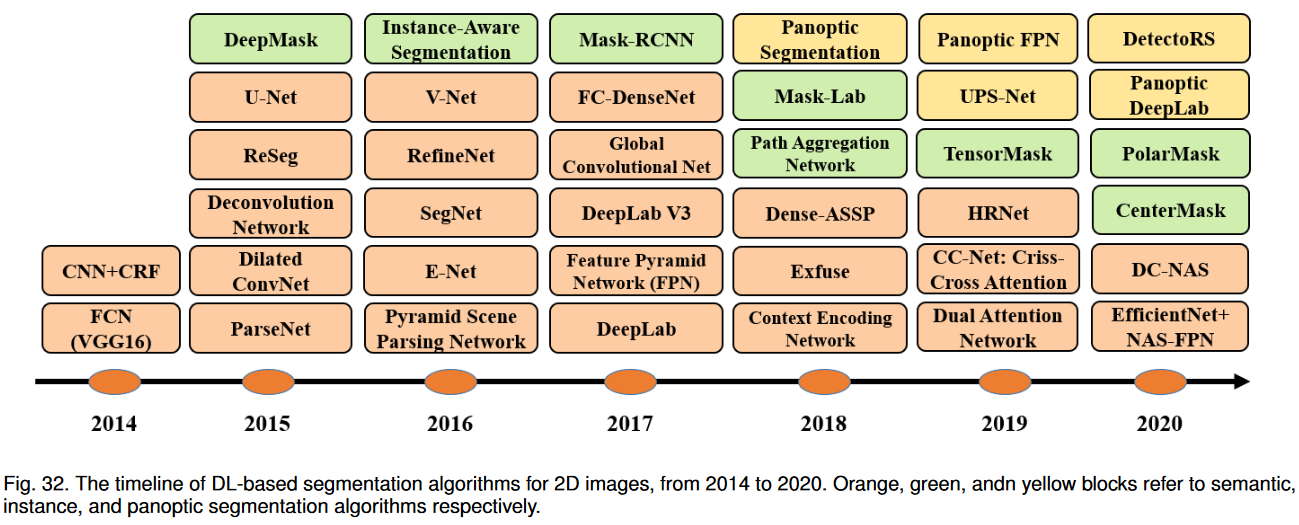 DeepMask
Instance-Aware
Segmentation
Mask-RCNN
Panoptic
Segmentation
Panoptic FPN
DetectoRS
U-Net
V-Net
FC-DenseNet
Mask-Lab
UPS-Net
Panoptic
DeepLab
ReSeg
RefineNet
Global
Convolutional Net
Path Aggregation
Network
TensorMask
PolarMask
Deconvolution
Network
SegNet
DeepLab V3
Dense-ASSP
HRNet
CenterMask
CNN+CRF
Dilated
ConvNet
E-Net
Feature Pyramid
Network (FPN)
Exfuse
CC-Net: Criss-
Cross Attention
DC-NAS
FCN
(VGG16)
ParseNet
Pyramid Scene
Parsing Network
DeepLab
Context Encoding
Network
Dual Attention
Network
EfficientNet+
NAS-FPN
2014
2015
2016
2017
2018
2019
2020
Fig. 32. The timeline of DL-based segmentation algorithms for 2D images, from 2014 to 2020. Orange, green, andn yellow blocks refer to semantic,
instance, and panoptic segmentation algorithms respectively.